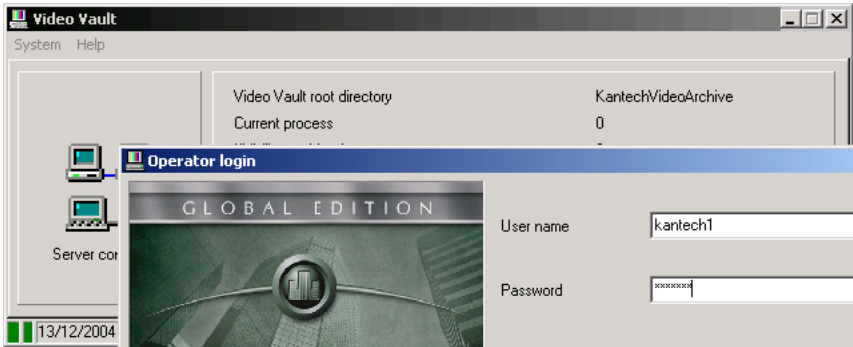 Video Vault
System Help
Video Vault root directory KantechVideoArchive
Current process 0
Operator login
GLOBAL EDITION
User name kantech1
Server cor
Password *******
13/12/2004